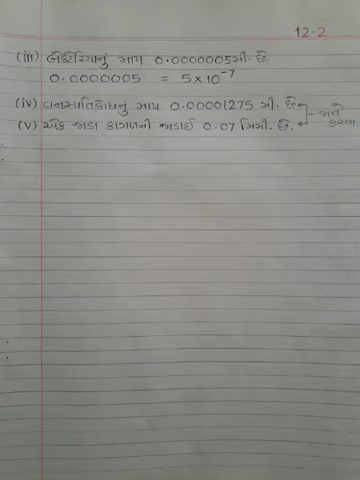 12.2
(iii) બેક્ટેરિયાનું માપ 0.0000005 મી. છે.
0.0000005 = 5 × 10⁻⁷
(iv) વનસ્પતિકોષનું માપ 0.00001275 મી. છે.
(v) એક જાડા કાગળની જાડાઈ 0.07 મિમી. છે.
જાતે
કરવા.